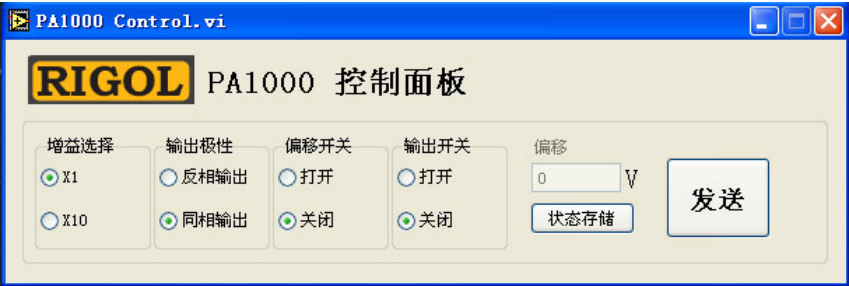 PA1000 Control.vi
RIGOL PA1000 控制面板
增益选择 输出极性 偏移开关 输出开关 偏移
X1 反相输出 打开 打开 0 V
X10 同相输出 关闭 关闭 状态存储 发送